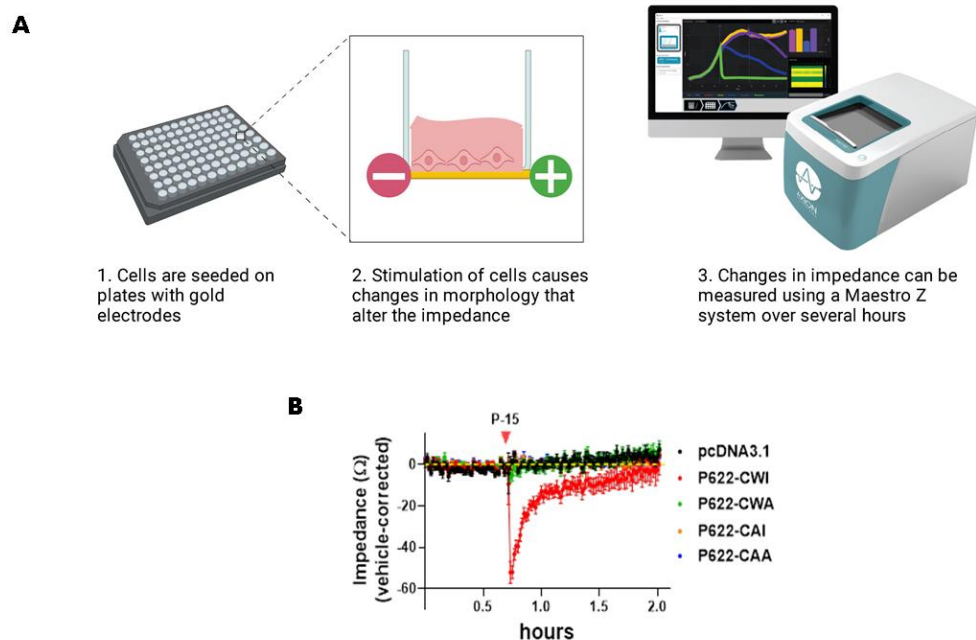 A
1. Cells are seeded on
plates with gold
electrodes
2. Stimulation of cells causes
changes in morphology that
alter the impedance
AXION
3. Changes in impedance can be
measured using a Maestro Z
system over several hours
B
P-15
Impedance (Ω)
(vehicle-corrected)
0
-20
-40
-60
0.5
1.0
1.5
2.0
hours
pcDNA3.1
P622-CWI
P622-CWA
P622-CAI
P622-CAA